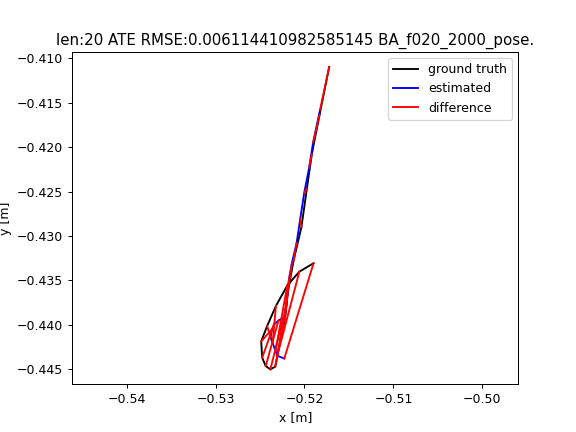 len:20 ATE RMSE:0.006114410982585145 BA_f020_2000_pose.
ground truth
estimated
difference
y [m]
−0.410
−0.415
−0.420
−0.425
−0.430
−0.435
−0.440
−0.445
−0.54
−0.53
−0.52
−0.51
−0.50
x [m]